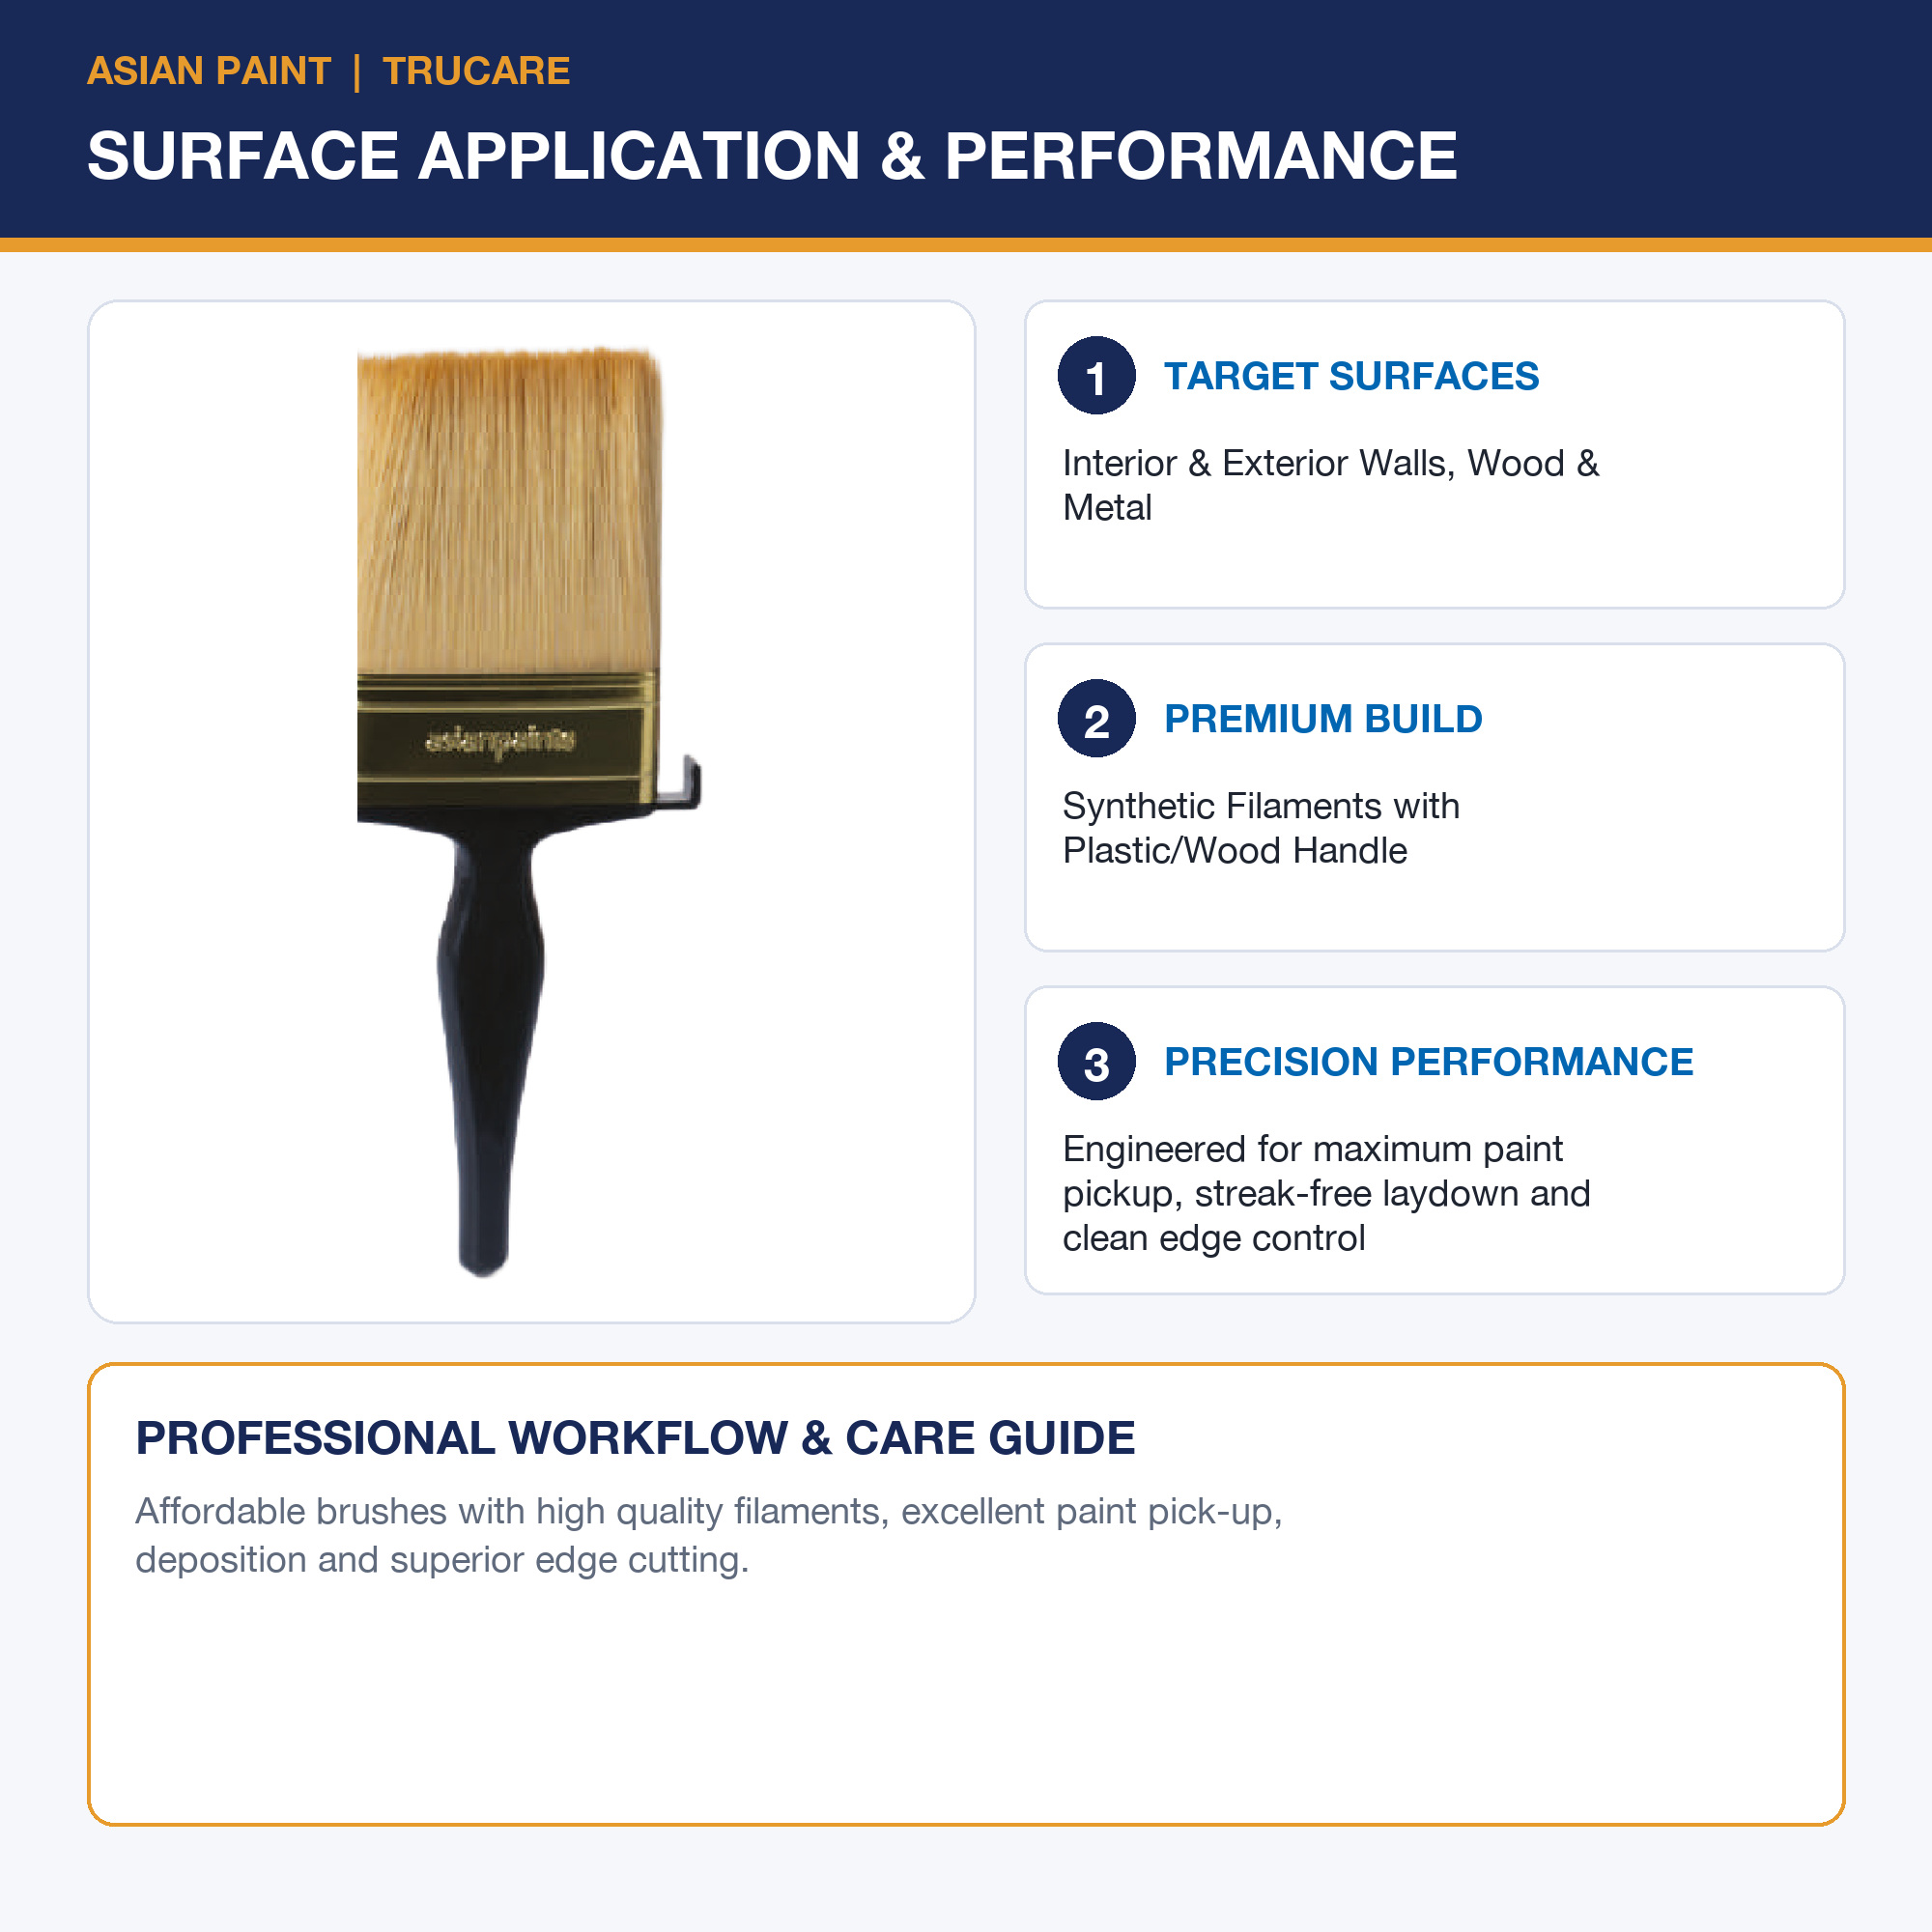 ASIAN PAINT | TRUCARE
SURFACE APPLICATION & PERFORMANCE
asianpaints
1 TARGET SURFACES
Interior & Exterior Walls, Wood &
Metal
2 PREMIUM BUILD
Synthetic Filaments with
Plastic/Wood Handle
3 PRECISION PERFORMANCE
Engineered for maximum paint
pickup, streak-free laydown and
clean edge control
PROFESSIONAL WORKFLOW & CARE GUIDE
Affordable brushes with high quality filaments, excellent paint pick-up,
deposition and superior edge cutting.